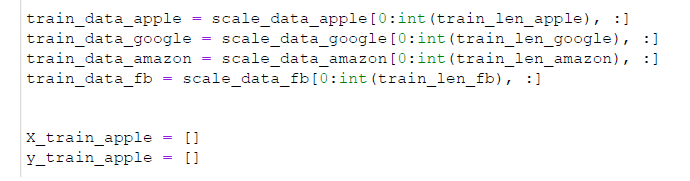 train_data_apple = scale_data_apple[0:int(train_len_apple), :]
train_data_google = scale_data_google[0:int(train_len_google), :]
train_data_amazon = scale_data_amazon[0:int(train_len_amazon), :]
train_data_fb = scale_data_fb[0:int(train_len_fb), :]
X_train_apple = []
y_train_apple = []